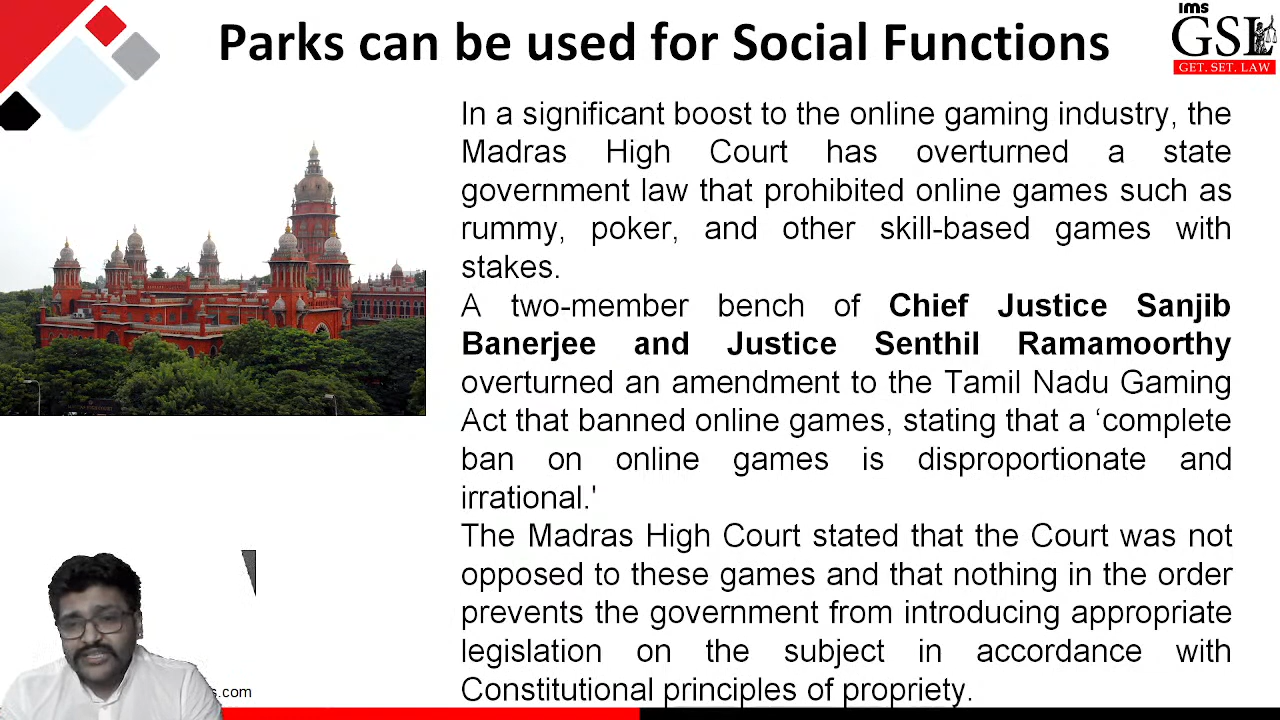 Parks can be used for Social Functions
ims
GSL
GET. SET. LAW
In a significant boost to the online gaming industry, the
Madras High Court has overturned a state
government law that prohibited online games such as
rummy, poker, and other skill-based games with
stakes.
A two-member bench of Chief Justice Sanjib
Banerjee and Justice Senthil Ramamoorthy
overturned an amendment to the Tamil Nadu Gaming
Act that banned online games, stating that a ‘complete
ban on online games is disproportionate and
irrational.'
The Madras High Court stated that the Court was not
opposed to these games and that nothing in the order
prevents the government from introducing appropriate
legislation on the subject in accordance with
Constitutional principles of propriety.
s.com